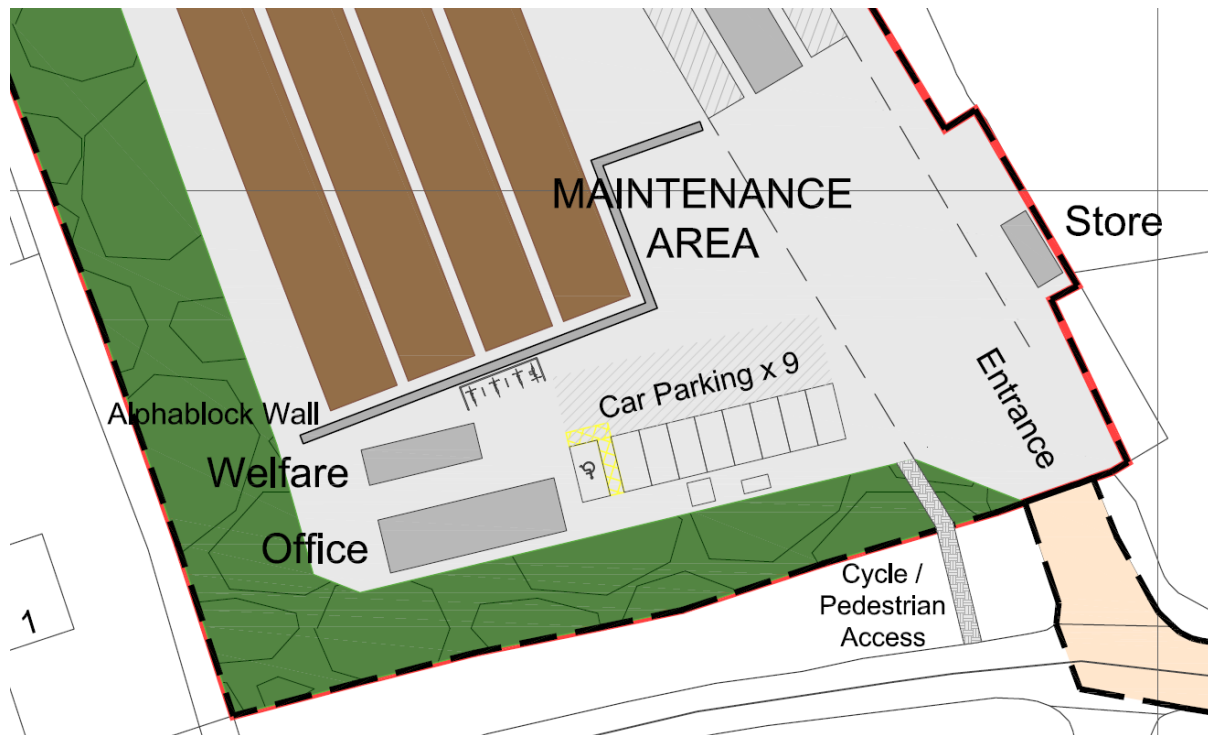 MAINTENANCE
AREA
Store
Car Parking x 9
Entrance
Alphablock Wall
Welfare
Office
Cycle /
Pedestrian
Access
1